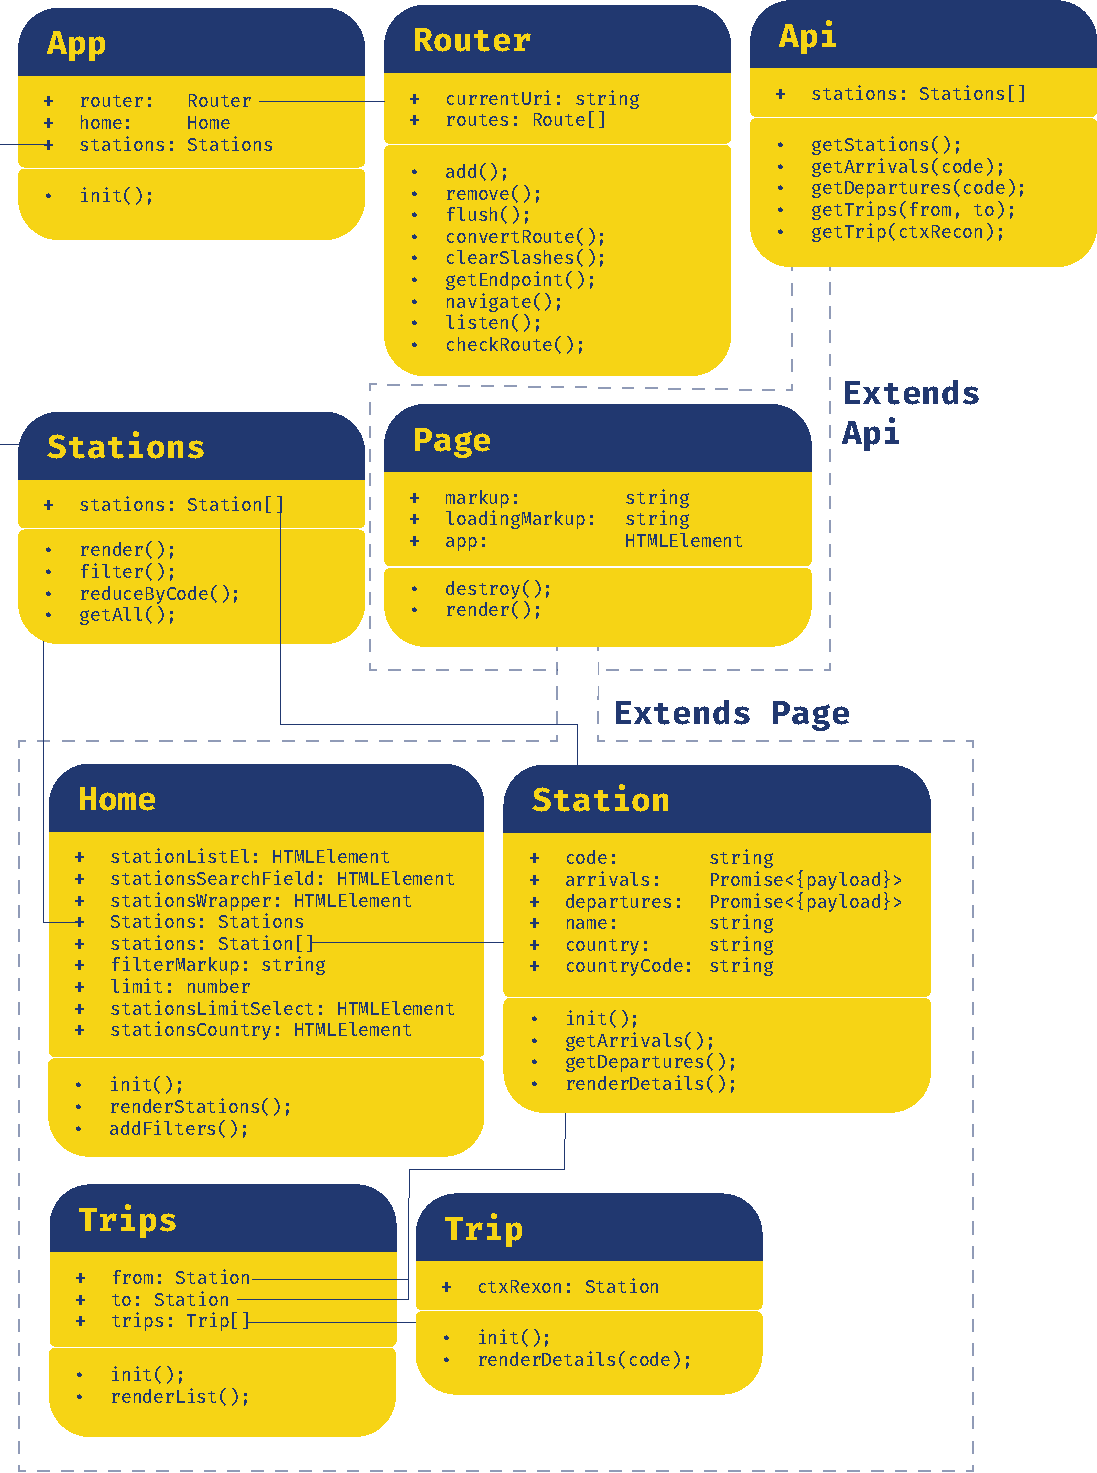 App
+ router: Router
+ home: Home
+ stations: Stations
• init();
Router
+ currentUri: string
+ routes: Route[]
• add();
• remove();
• flush();
• convertRoute();
• clearSlashes();
• getEndpoint();
• navigate();
• listen();
• checkRoute();
Api
+ stations: Stations[]
• getStations();
• getArrivals(code);
• getDepartures(code);
• getTrips(from, to);
• getTrip(ctxRecon);
Extends
Api
Stations
+ stations: Station[]
• render();
• filter();
• reduceByCode();
• getAll();
Page
+ markup: string
+ loadingMarkup: string
+ app: HTMLElement
• destroy();
• render();
Extends Page
Home
+ stationListEl: HTMLElement
+ stationsSearchField: HTMLElement
+ stationsWrapper: HTMLElement
+ Stations: Stations
+ stations: Station[]
+ filterMarkup: string
+ limit: number
+ stationsLimitSelect: HTMLElement
+ stationsCountry: HTMLElement
• init();
• renderStations();
• addFilters();
Station
+ code: string
+ arrivals: Promise<{payload}>
+ departures: Promise<{payload}>
+ name: string
+ country: string
+ countryCode: string
• init();
• getArrivals();
• getDepartures();
• renderDetails();
Trips
+ from: Station
+ to: Station
+ trips: Trip[]
• init();
• renderList();
Trip
+ ctxRexon: Station
• init();
• renderDetails(code);